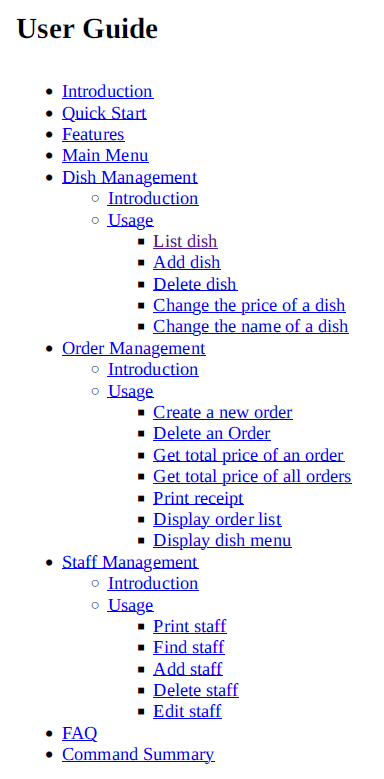 User Guide
Introduction
Quick Start
Features
Main Menu
Dish Management
Introduction
Usage
List dish
Add dish
Delete dish
Change the price of a dish
Change the name of a dish
Order Management
Introduction
Usage
Create a new order
Delete an Order
Get total price of an order
Get total price of all orders
Print receipt
Display order list
Display dish menu
Staff Management
Introduction
Usage
Print staff
Find staff
Add staff
Delete staff
Edit staff
FAQ
Command Summary